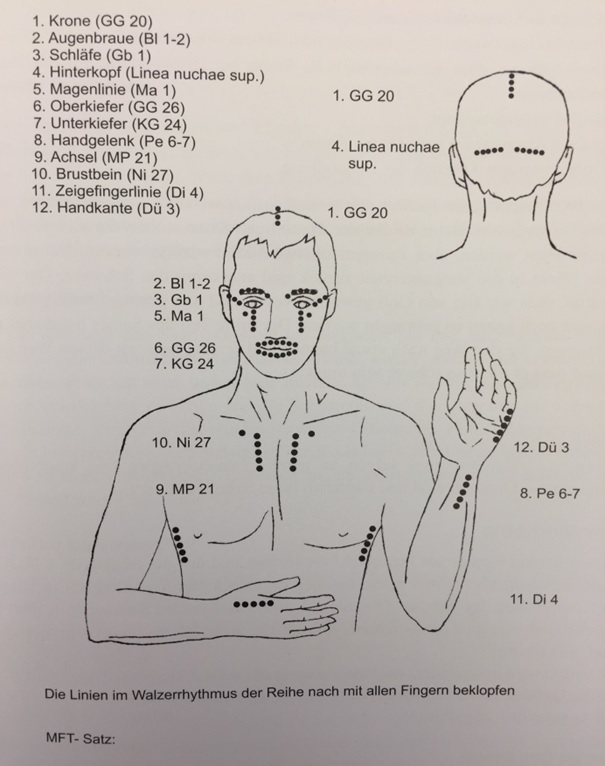 1. Krone (GG 20)
2. Augenbraue (Bl 1-2)
3. Schläfe (Gb 1)
4. Hinterkopf (Linea nuchae sup.)
5. Magenlinie (Ma 1)
6. Oberkiefer (GG 26)
7. Unterkiefer (KG 24)
8. Handgelenk (Pe 6-7)
9. Achsel (MP 21)
10. Brustbein (Ni 27)
11. Zeigefingerlinie (Di 4)
12. Handkante (Dü 3)
1. GG 20
4. Linea nuchae
sup.
1. GG 20
2. Bl 1-2
3. Gb 1
5. Ma 1
6. GG 26
7. KG 24
10. Ni 27
12. Dü 3
9. MP 21
8. Pe 6-7
11. Di 4
Die Linien im Walzerrhythmus der Reihe nach mit allen Fingern beklopfen
MFT- Satz: